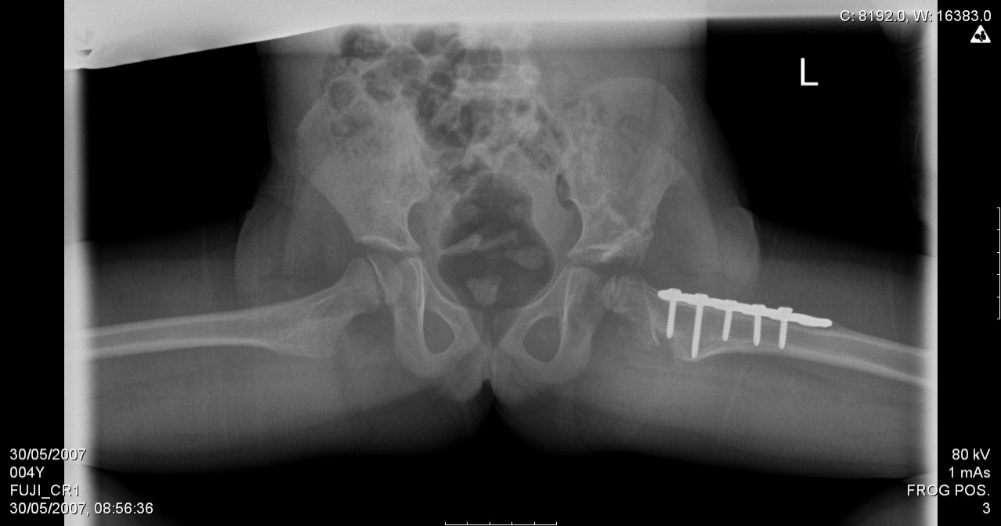 C: 8192.0, W: 16383.0
L
30/05/2007
004Y
FUJI_CR1
30/05/2007, 08:56:36
80 kV
1 mAs
FROG POS.
3